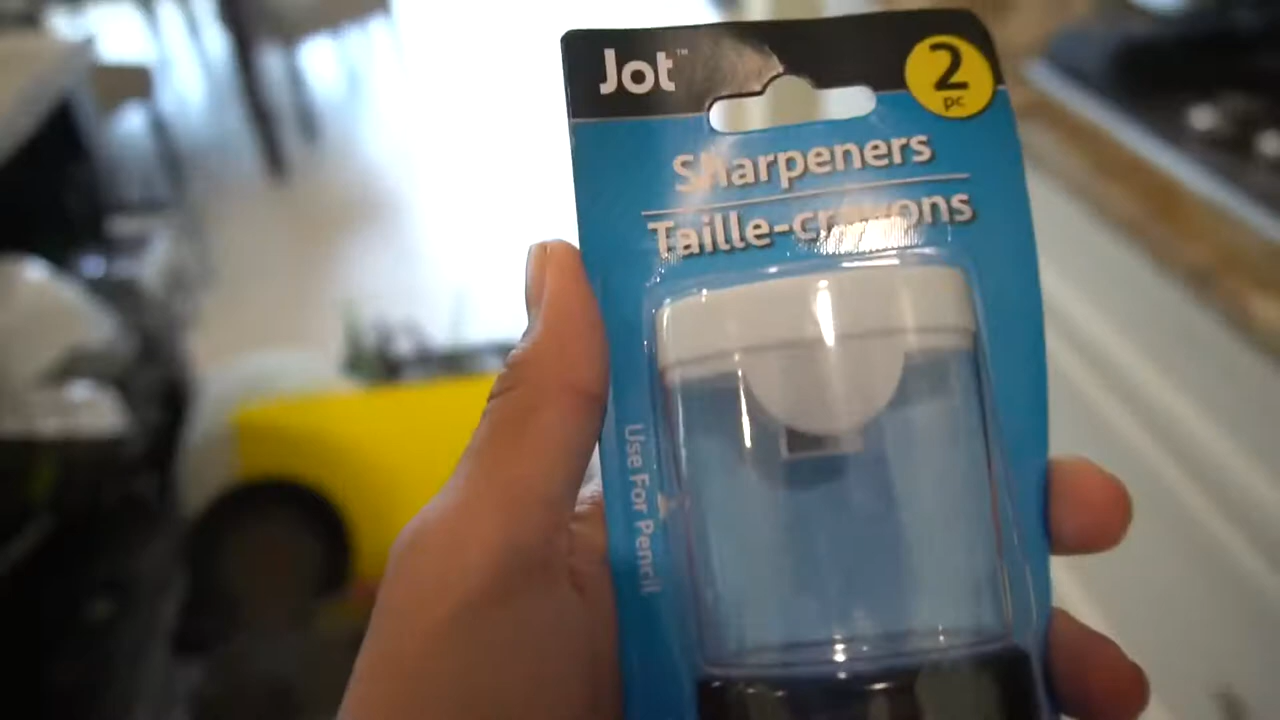 Jot™
2
pc
Sharpeners
Taille-crayons
Use For Pencil